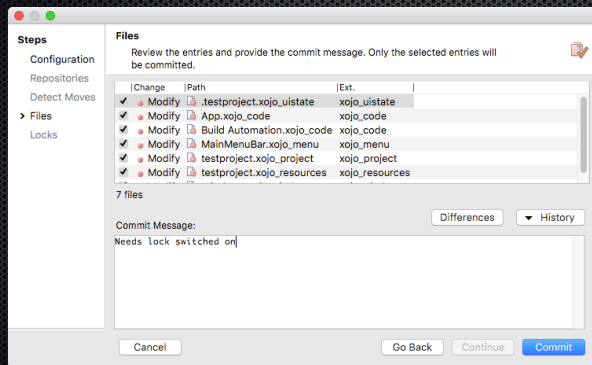 Steps
Configuration
Repositories
Detect Moves
Files
Locks
Files
Review the entries and provide the commit message. Only the selected entries will
be committed.
Change Path Ext.
Modify .testproject.xojo_uistate xojo_uistate
Modify App.xojo_code xojo_code
Modify Build Automation.xojo_code xojo_code
Modify MainMenuBar.xojo_menu xojo_menu
Modify testproject.xojo_project xojo_project
Modify testproject.xojo_resources xojo_resources
7 files
Differences History
Commit Message:
Needs lock switched on
Cancel Go Back Continue Commit